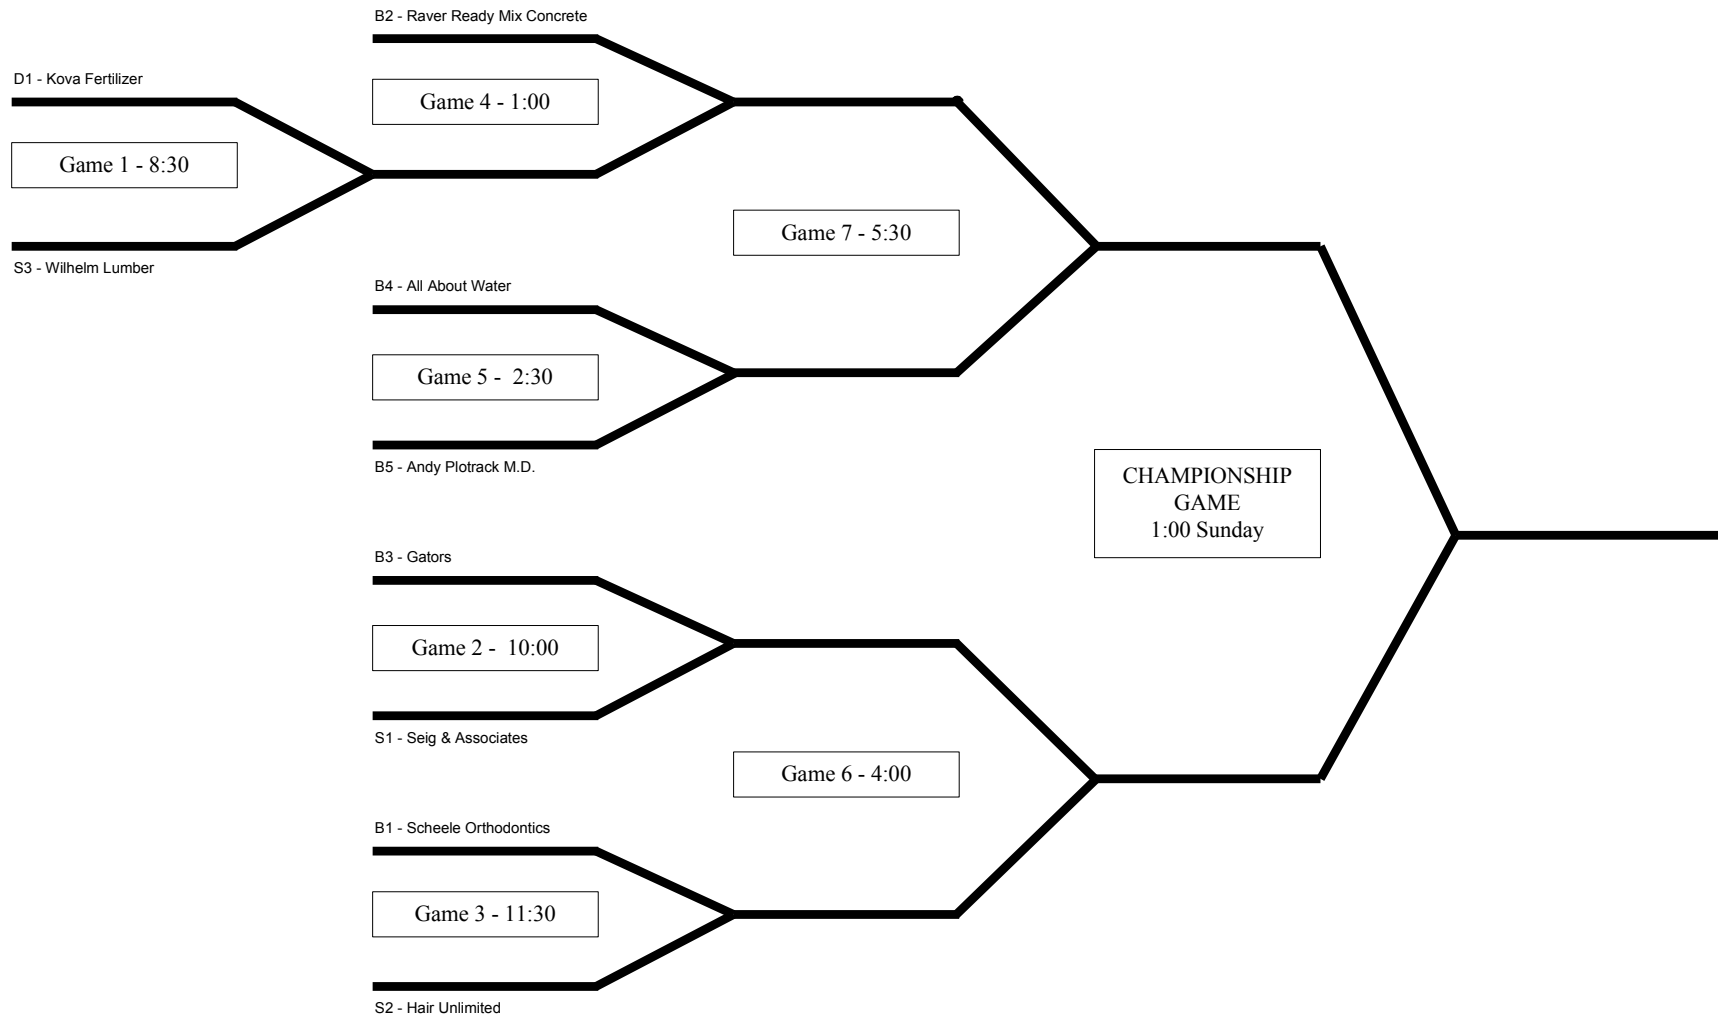 B2 - Raver Ready Mix Concrete
D1 - Kova Fertilizer
Game 4 - 1:00
Game 1 - 8:30
Game 7 - 5:30
S3 - Wilhelm Lumber
B4 - All About Water
Game 5 -  2:30
B5 - Andy Plotrack M.D.
CHAMPIONSHIP
GAME
1:00 Sunday
B3 - Gators
Game 2 -  10:00
S1 - Seig & Associates
Game 6 - 4:00
B1 - Scheele Orthodontics
Game 3 - 11:30
S2 - Hair Unlimited